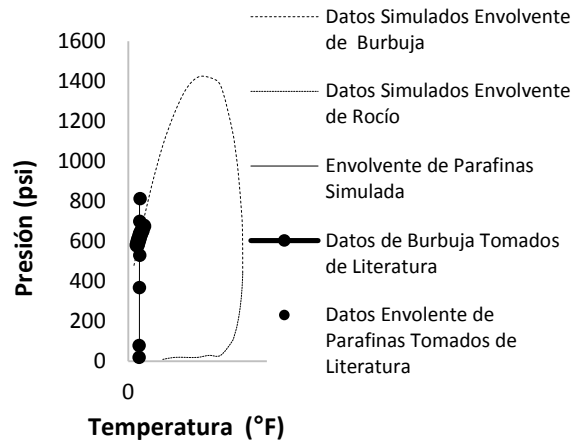 Datos Simulados Envolvente
de Burbuja
Datos Simulados Envolvente
de Rocío
Envolvente de Parafinas
Simulada
Datos de Burbuja Tomados
de Literatura
Datos Envolente de
Parafinas Tomados de
Literatura
Presión (psi)
1600
1400
1200
1000
800
600
400
200
0
0
Temperatura (°F)